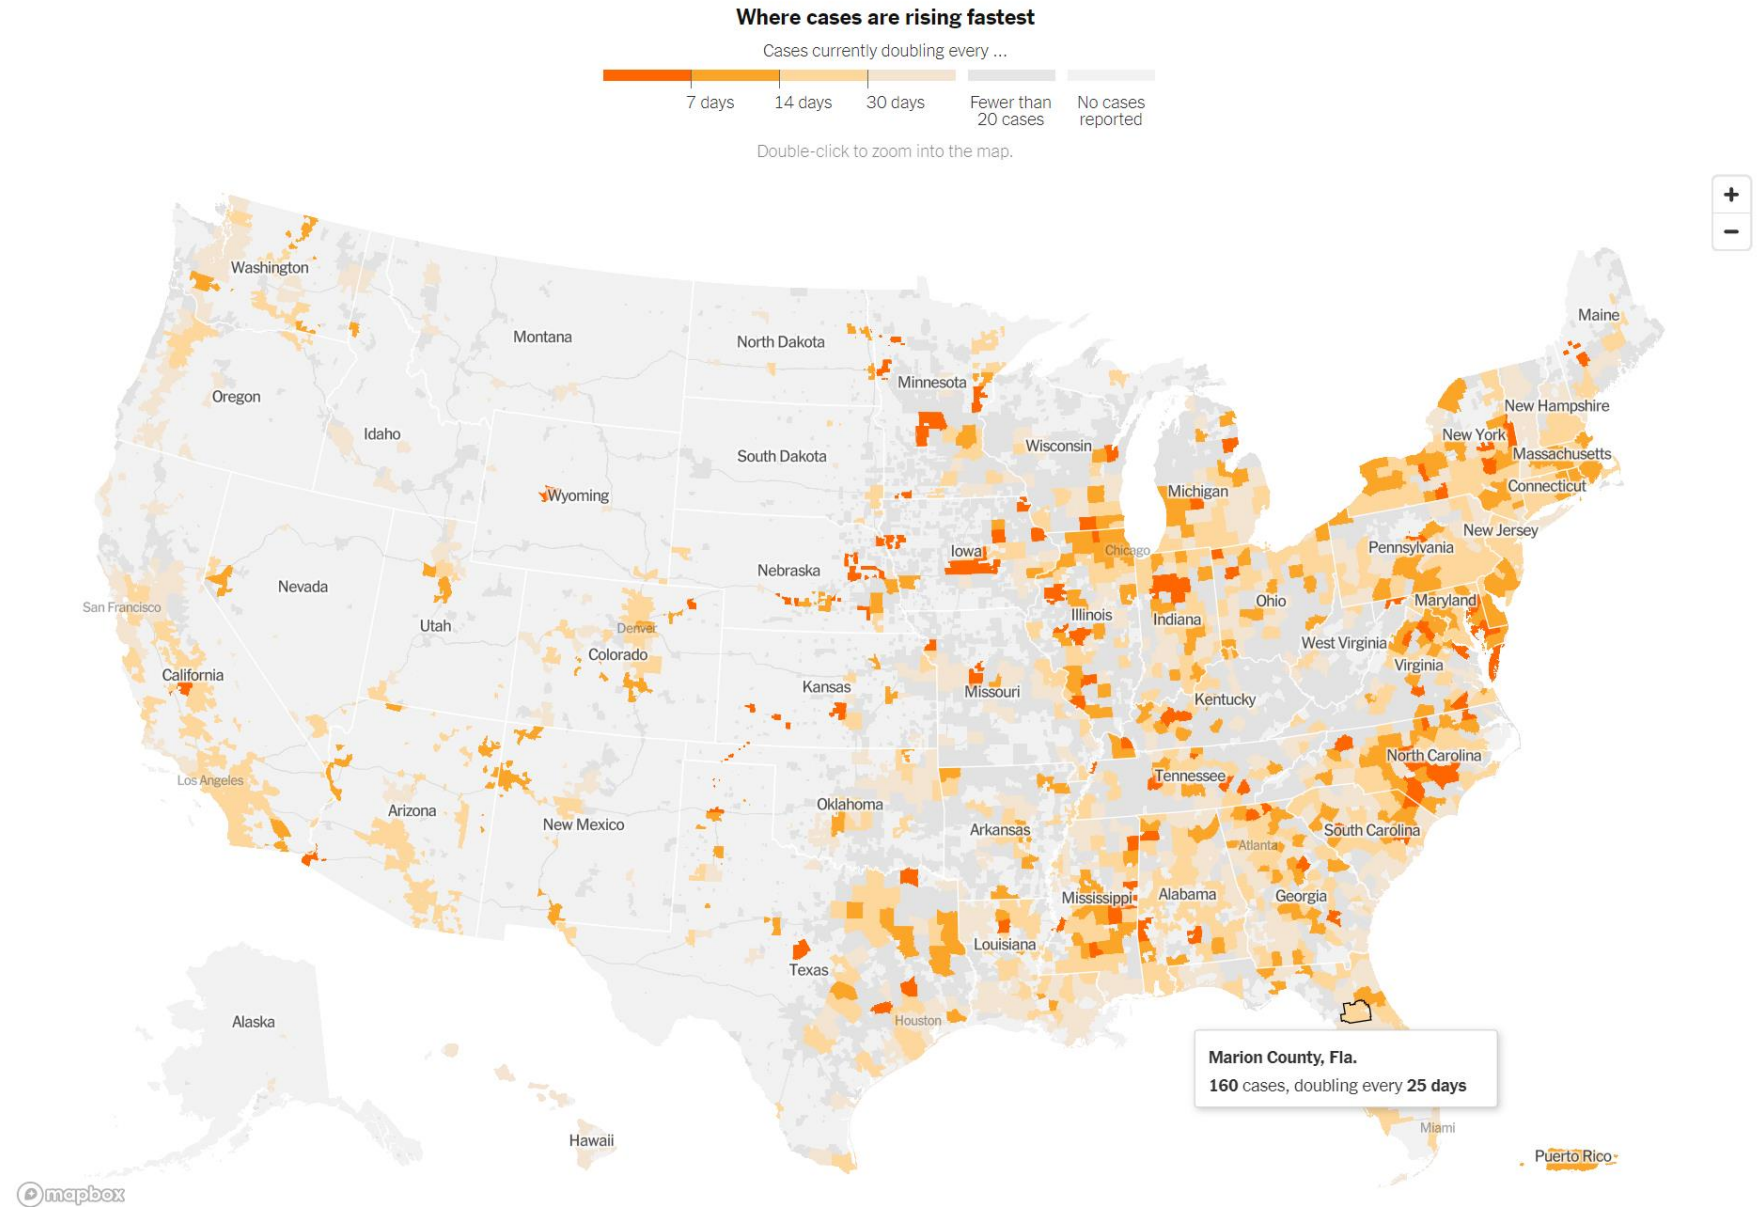 Where cases are rising fastest
Cases currently doubling every ...
7 days
14 days
30 days
Fewer than
20 cases
No cases
reported
Double-click to zoom into the map.
+
−
Washington
Montana
North Dakota
Minnesota
Maine
Oregon
Idaho
South Dakota
Wisconsin
New Hampshire
New York
Massachusetts
Wyoming
Michigan
Connecticut
Iowa
Chicago
New Jersey
Pennsylvania
Nebraska
Nevada
San Francisco
Utah
Denver
Colorado
Illinois
Indiana
Ohio
Maryland
West Virginia
Virginia
California
Kansas
Missouri
Kentucky
Los Angeles
Arizona
New Mexico
Oklahoma
Arkansas
Tennessee
North Carolina
South Carolina
Atlanta
Mississippi
Alabama
Georgia
Louisiana
Texas
Houston
Alaska
Marion County, Fla.
160 cases, doubling every 25 days
Miami
Hawaii
Puerto Rico
mapbox